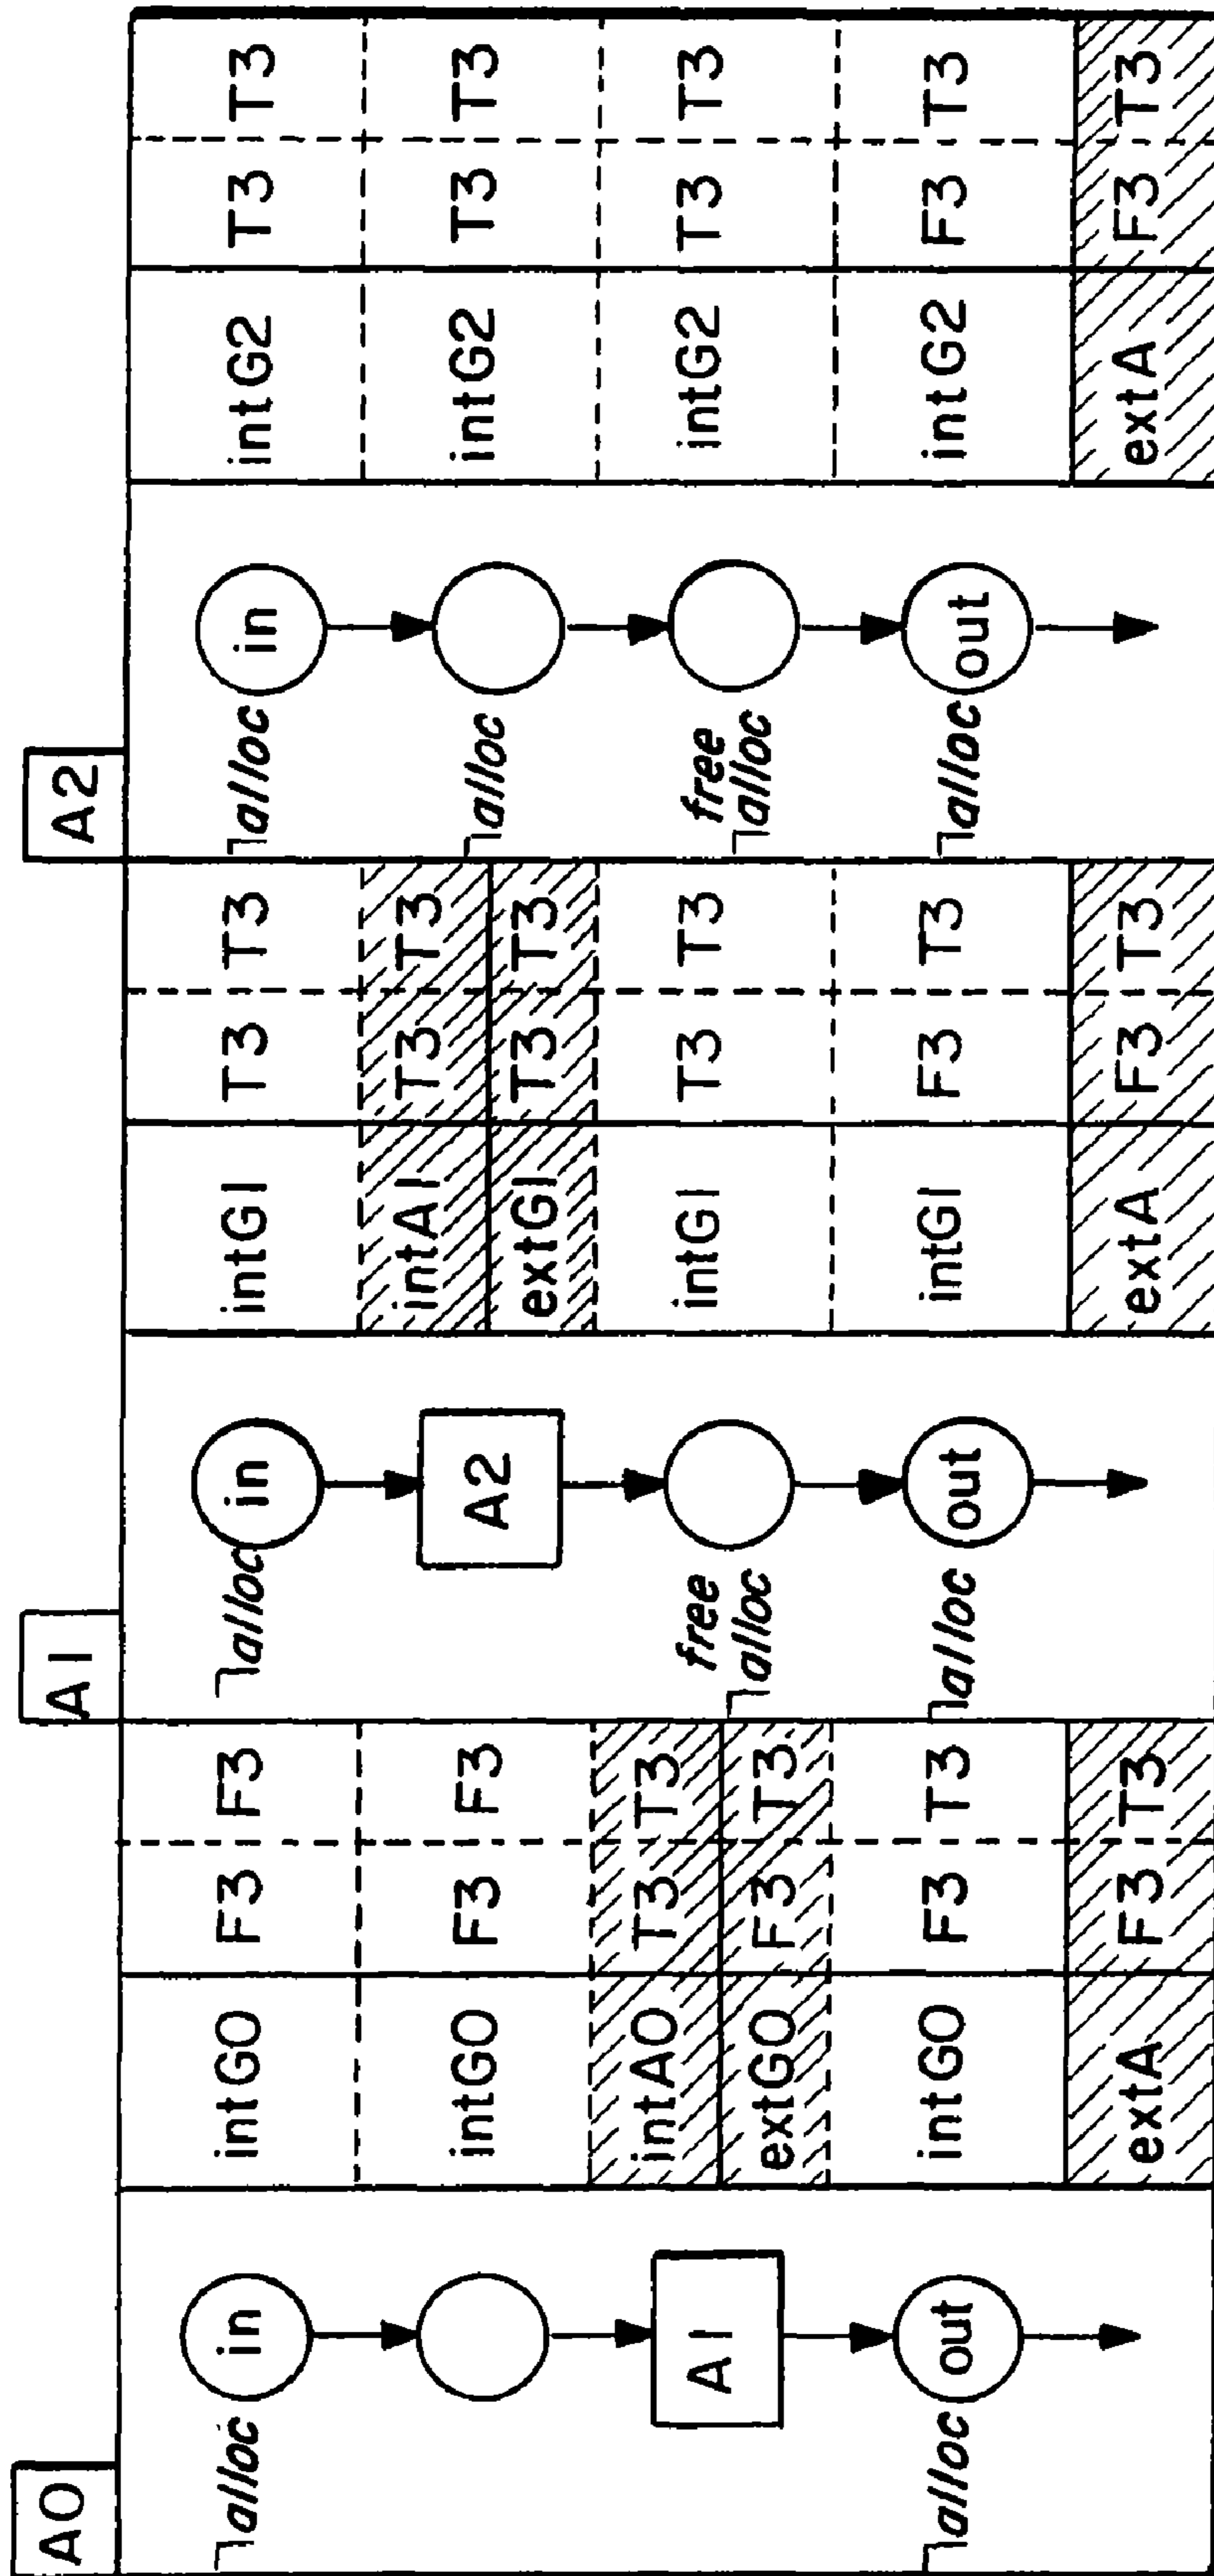 A0
¬alloc in intG0 F3 F3
intG0 F3 F3
A1 intA0 T3 T3
extG0 F3 T3
¬alloc out intG0 F3 T3
extA F3 T3
A1
¬alloc in intG1 T3 T3
A2 intA1 T3 T3
extG1 T3 T3
free
¬alloc intG1 T3 T3
¬alloc out intG1 F3 T3
extA F3 T3
A2
¬alloc in intG2 T3 T3
¬alloc intG2 T3 T3
free
¬alloc intG2 T3 T3
¬alloc out intG2 F3 T3
extA F3 T3